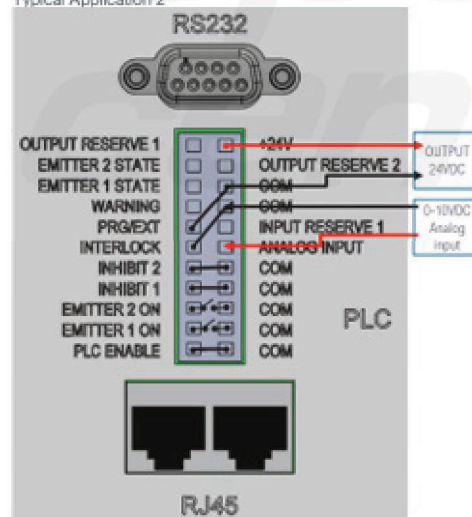 Typical Application 2
RS232
OUTPUT RESERVE 1 +24V
EMITTER 2 STATE OUTPUT RESERVE 2
EMITTER 1 STATE COM
WARNING COM
PRG/EXT INPUT RESERVE 1
INTERLOCK ANALOG INPUT
INHIBIT 2 COM
INHIBIT 1 COM
EMITTER 2 ON COM
EMITTER 1 ON COM
PLC ENABLE COM
OUTPUT
24VDC
0-10VDC
Analog
input
PLC
RJ45